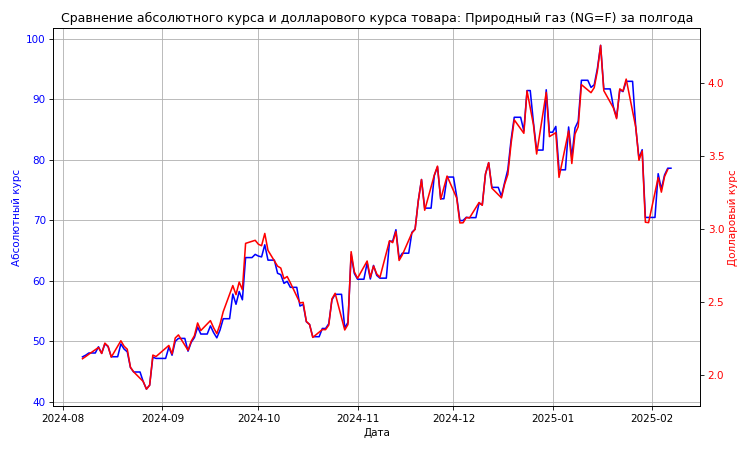 Сравнение абсолютного курса и долларового курса товара: Природный газ (NG=F) за полгода
Абсолютный курс
100
90
80
70
60
50
40
4.0
3.5
3.0
2.5
2.0
Долларовый курс
2024-08 2024-09 2024-10 2024-11 2024-12 2025-01 2025-02
Дата